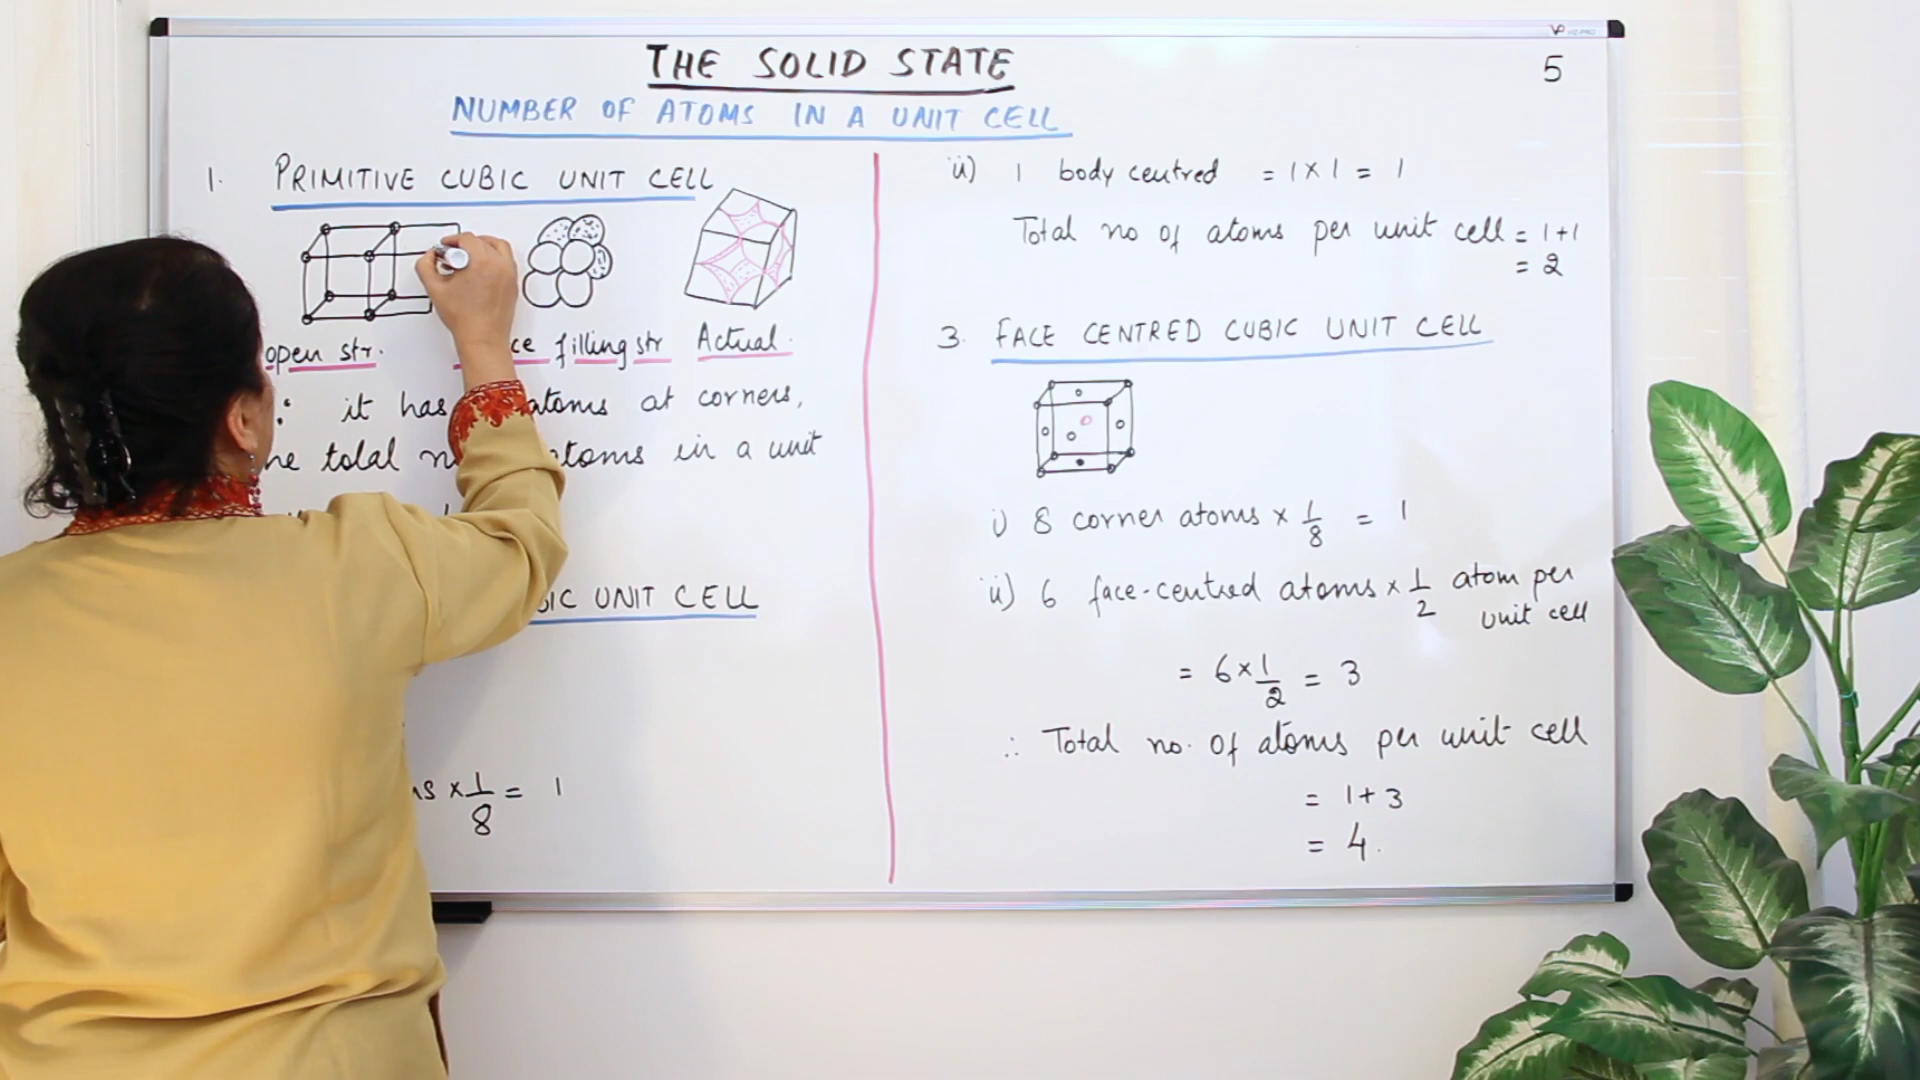 THE SOLID STATE
5
NUMBER OF ATOMS IN A UNIT CELL
1. PRIMITIVE CUBIC UNIT CELL
open str. ce filling str Actual.
∵ it has atoms at corners,
he total n atoms in a unit
BIC UNIT CELL
ms × 1/8 = 1
ii) 1 body centred = 1 × 1 = 1
Total no of atoms per unit cell = 1+1
= 2
3. FACE CENTRED CUBIC UNIT CELL
i) 8 corner atoms × 1/8 = 1
ii) 6 face-centred atoms × 1/2 atom per
unit cell
= 6 × 1/2 = 3
∴ Total no. of atoms per unit cell
= 1+3
= 4.